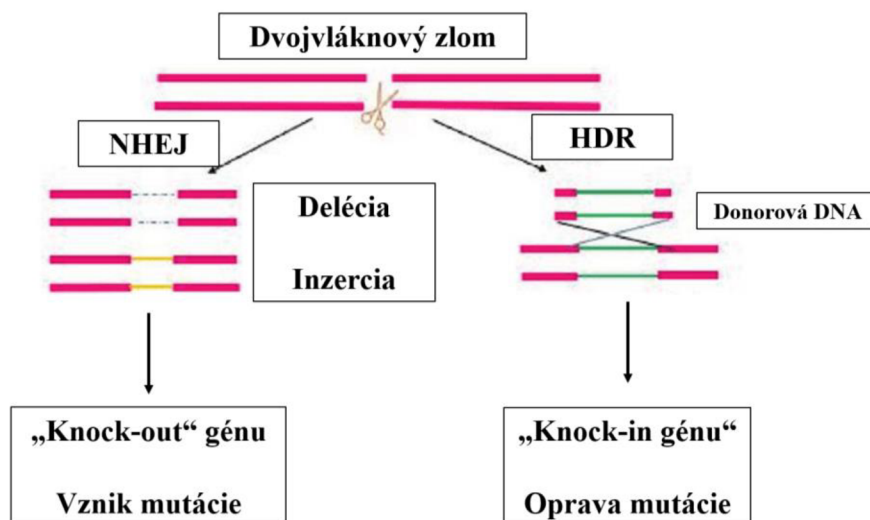 Dvojvláknový zlom
NHEJ
HDR
Delécia
Inzercia
Donorová DNA
„Knock-out“ génu
Vznik mutácie
„Knock-in génu“
Oprava mutácie